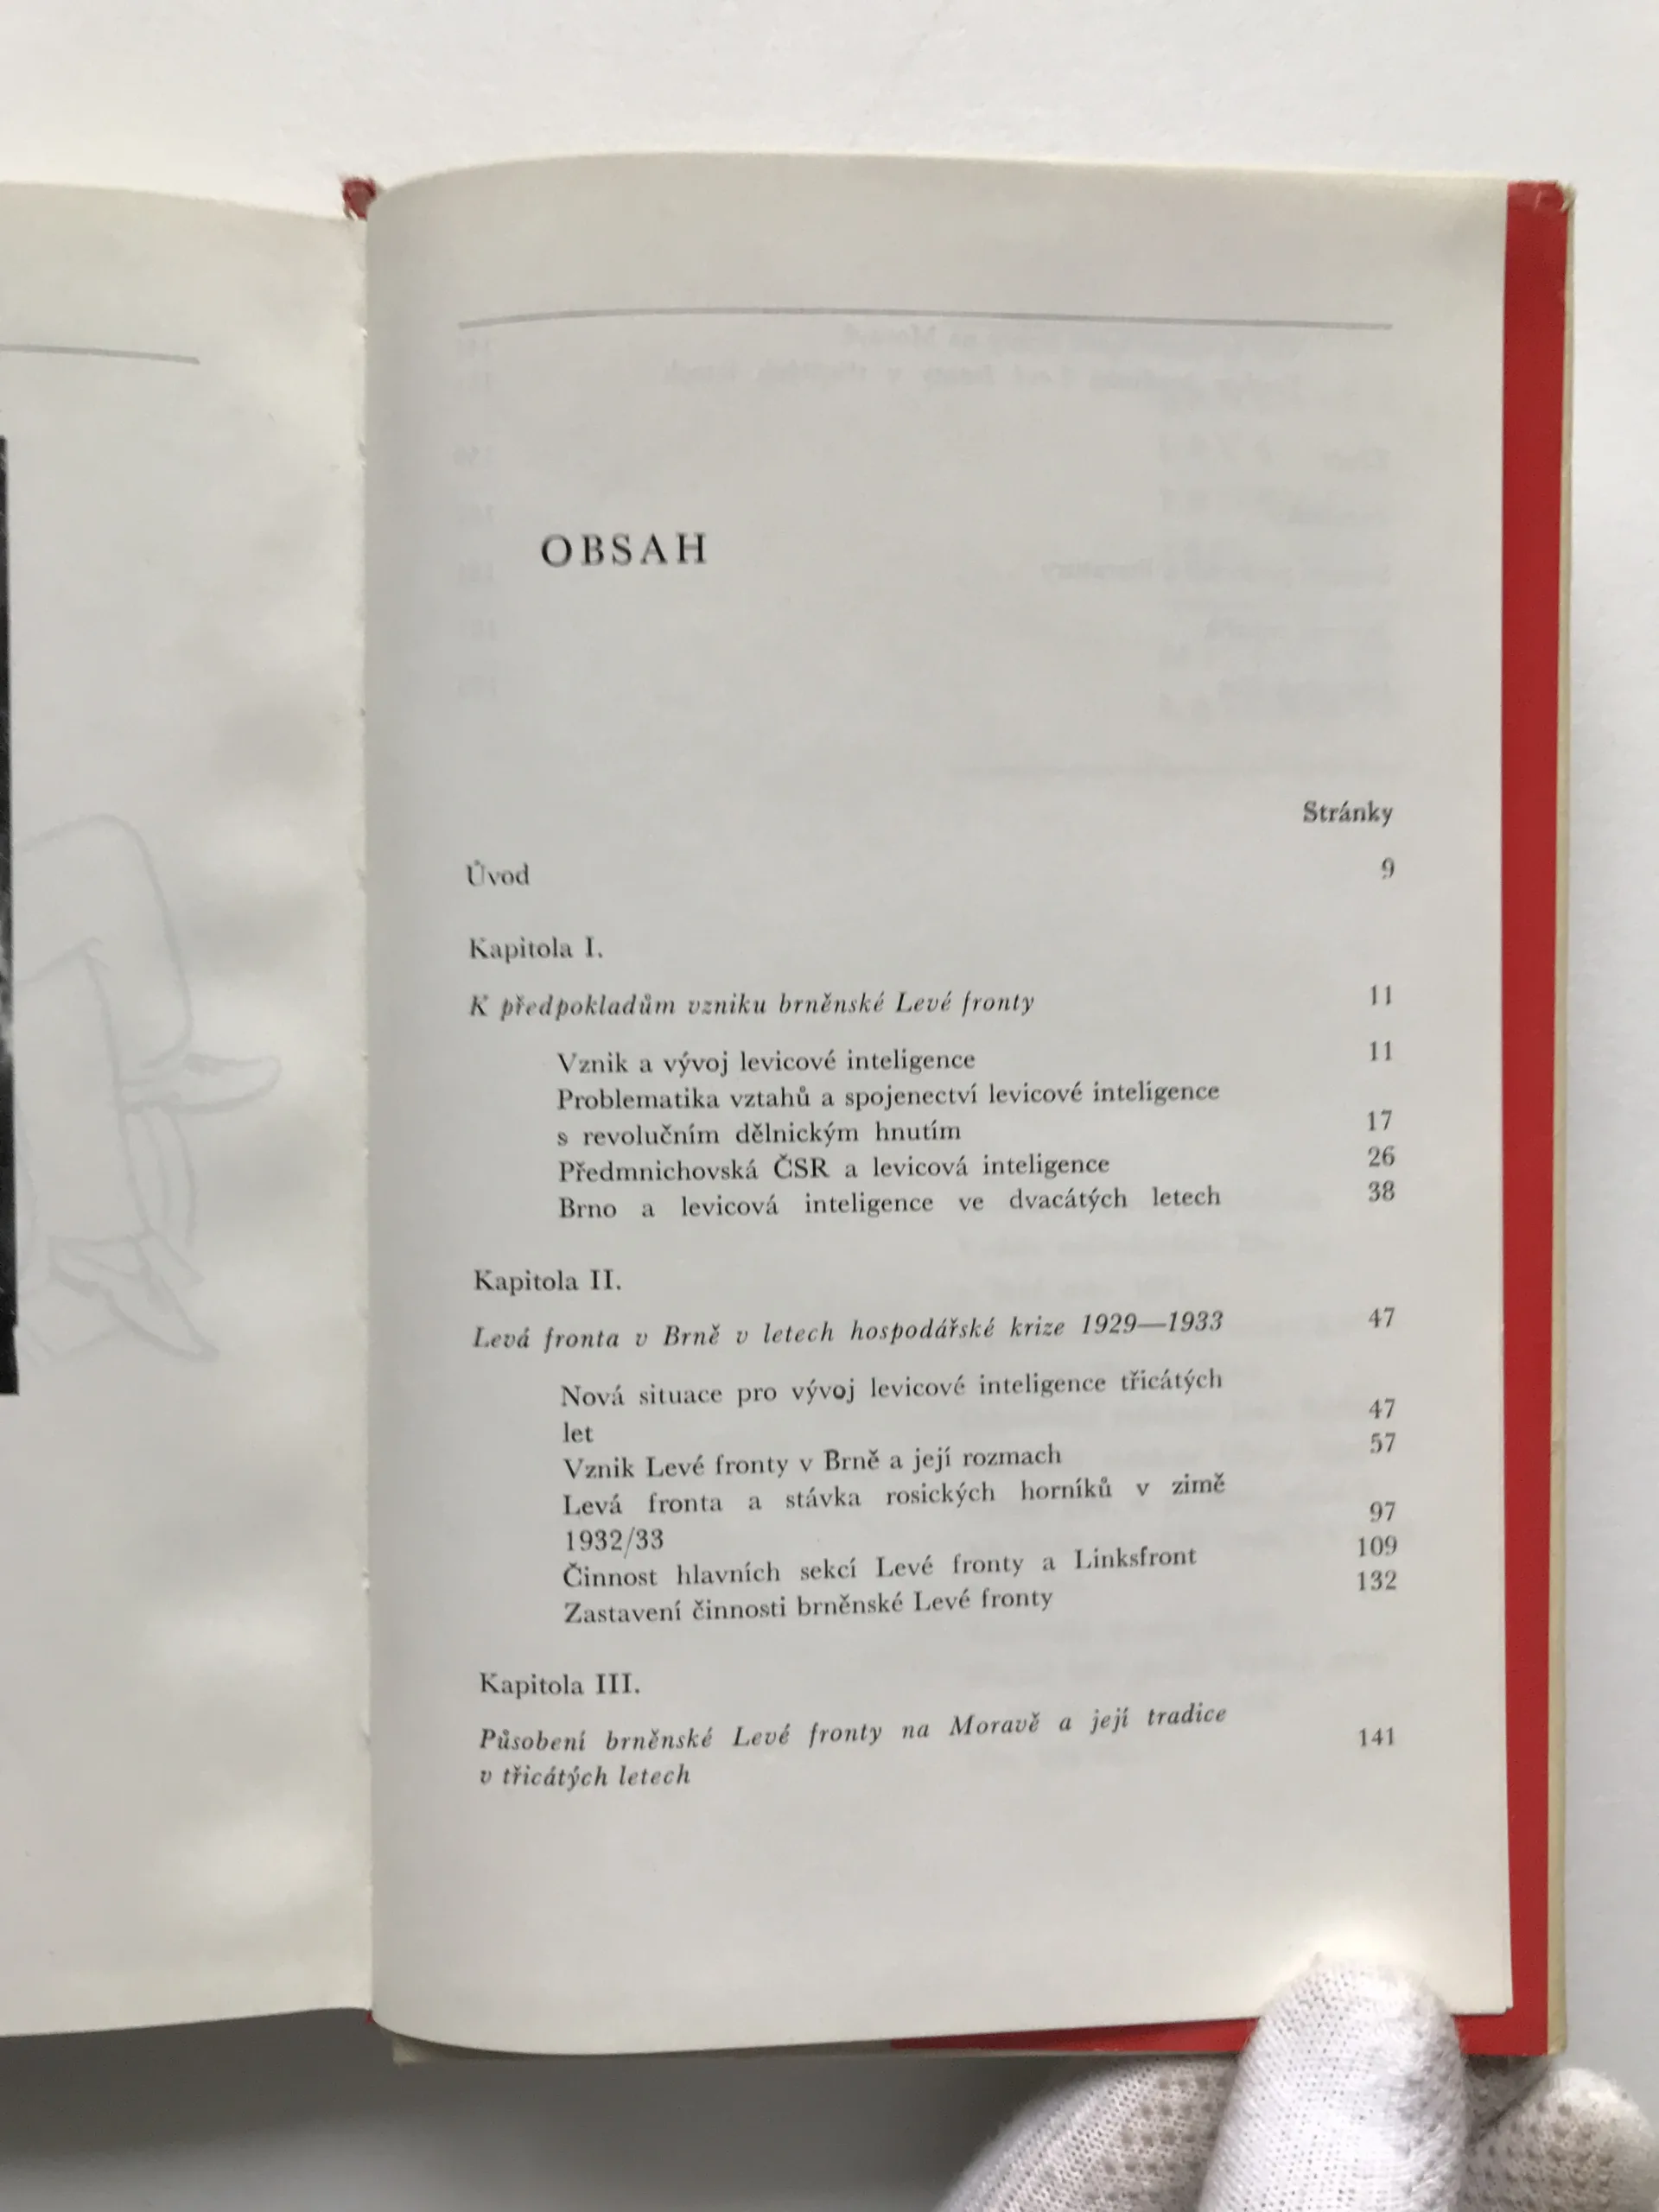 OBSAH
Stránky
Úvod 9
Kapitola I.
K předpokladům vzniku brněnské Levé fronty 11
Vznik a vývoj levicové inteligence 11
Problematika vztahů a spojenectví levicové inteligence
s revolučním dělnickým hnutím 17
Předmnichovská ČSR a levicová inteligence 26
Brno a levicová inteligence ve dvacátých letech 38
Kapitola II.
Levá fronta v Brně v letech hospodářské krize 1929—1933 47
Nová situace pro vývoj levicové inteligence třicátých
let 47
Vznik Levé fronty v Brně a její rozmach 57
Levá fronta a stávka rosických horníků v zimě
1932/33 97
Činnost hlavních sekcí Levé fronty a Linksfront 109
Zastavení činnosti brněnské Levé fronty 132
Kapitola III.
Působení brněnské Levé fronty na Moravě a její tradice
v třicátých letech 141